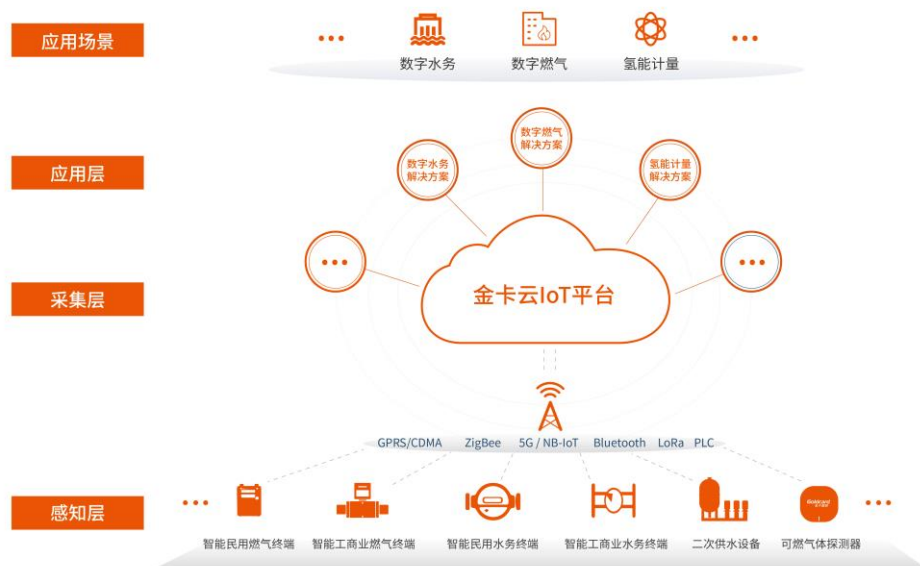 应用场景
数字水务
数字燃气
氢能计量
数字燃气
解决方案
应用层
数字水务
解决方案
氢能计量
解决方案
采集层
金卡云IoT平台
GPRS/CDMA ZigBee 5G / NB-IoT Bluetooth LoRa PLC
感知层
Goldcard
智能民用燃气终端 智能工商业燃气终端 智能民用水务终端 智能工商业水务终端 二次供水设备 可燃气体探测器